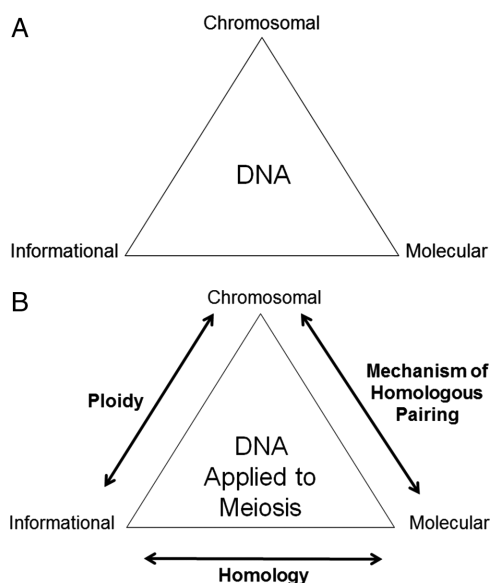 A
Chromosomal
DNA
Informational
Molecular
B
Chromosomal
Mechanism of
Homologous
Pairing
Ploidy
DNA
Applied to
Meiosis
Informational
Molecular
Homology